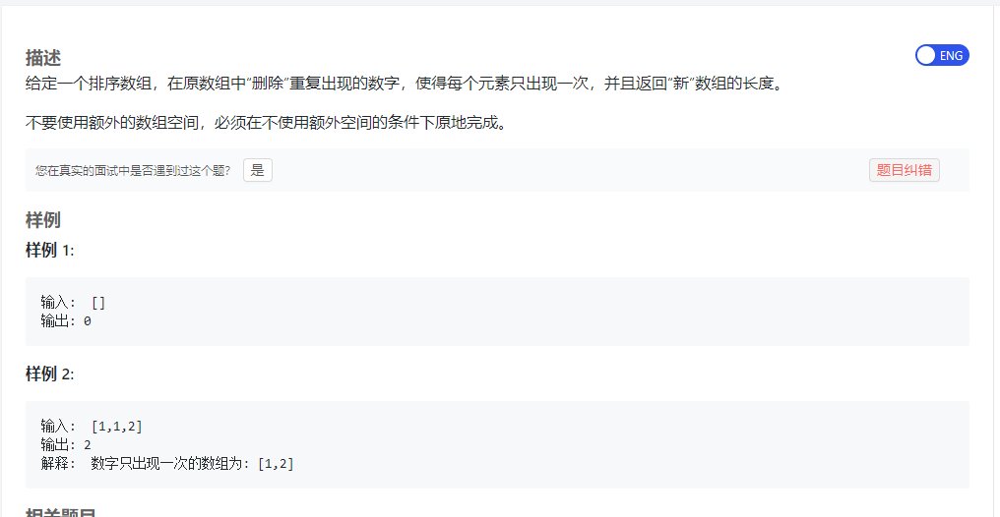 描述
ENG
给定一个排序数组，在原数组中“删除”重复出现的数字，使得每个元素只出现一次，并且返回“新”数组的长度。
不要使用额外的数组空间，必须在不使用额外空间的条件下原地完成。
您在真实的面试中是否遇到过这个题？ 是 题目纠错
样例
样例 1:
输入:  []
输出: 0
样例 2:
输入:  [1,1,2]
输出: 2
解释:  数字只出现一次的数组为: [1,2]
相关题目